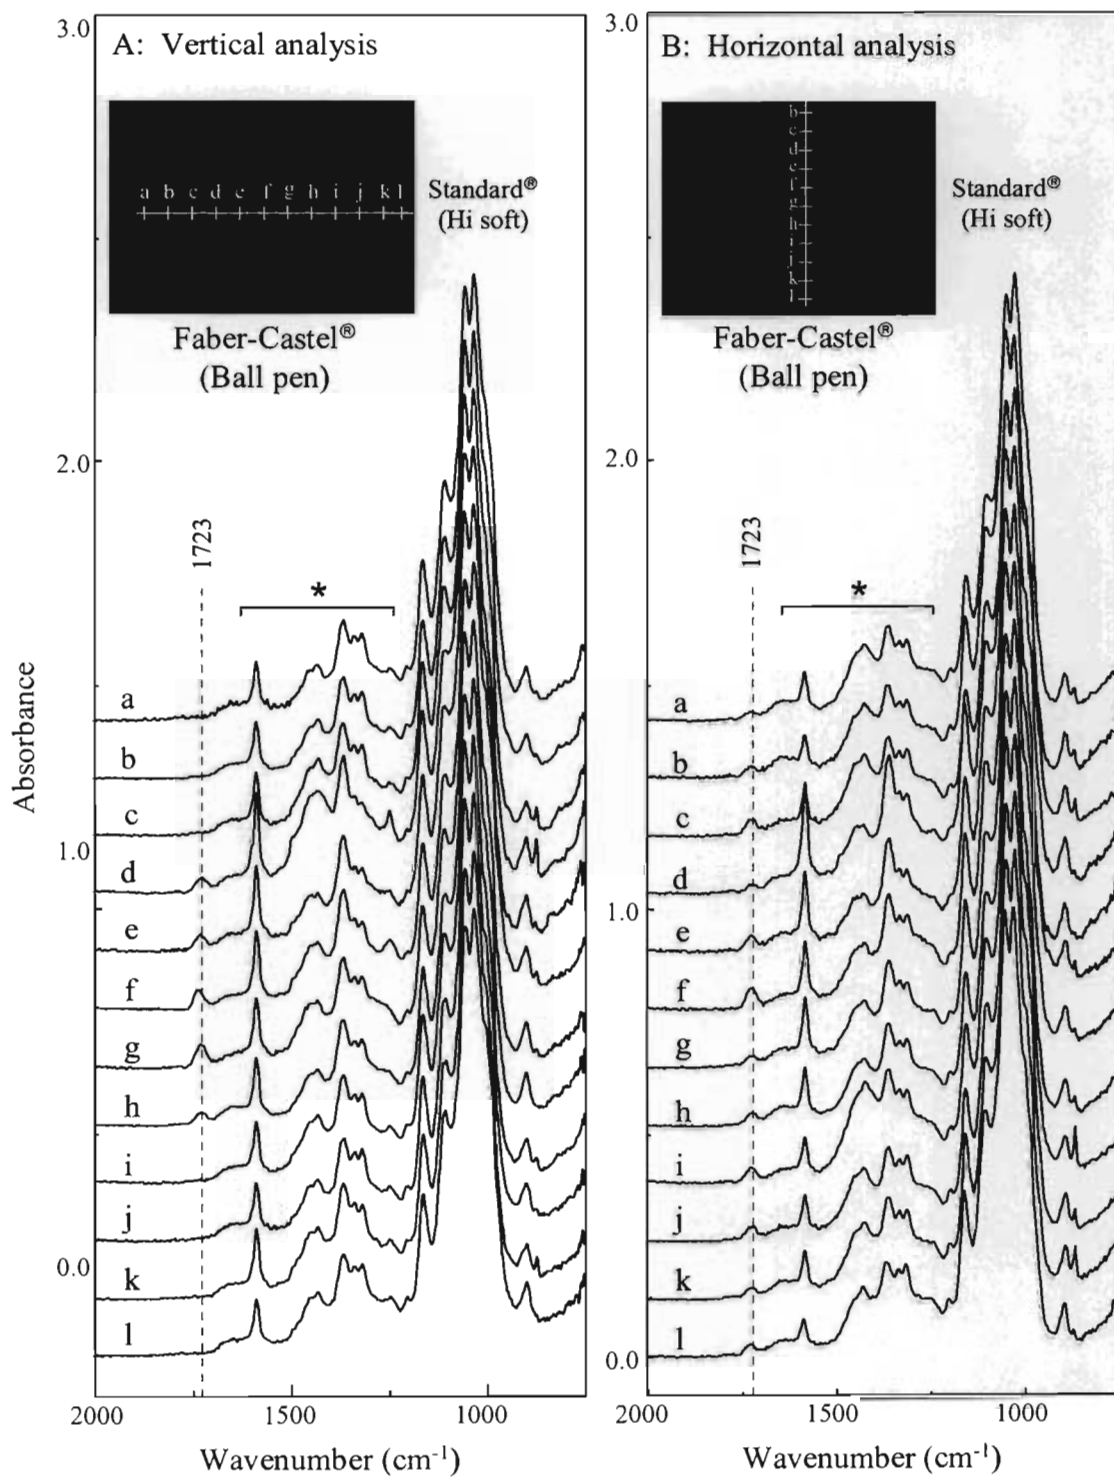 3.0
A: Vertical analysis
a b c d e f g h i j k l
Standard®
(Hi soft)
Faber-Castel®
(Ball pen)
2.0
1723
*
Absorbance
a
b
c
1.0
d
e
f
g
h
i
j
0.0
k
l
2000
1500
1000
Wavenumber (cm⁻¹)
3.0
B: Horizontal analysis
b
c
d
e
f
g
h
i
j
k
l
Standard®
(Hi soft)
Faber-Castel®
(Ball pen)
2.0
1723
*
a
b
c
d
1.0
e
f
g
h
i
j
k
l
0.0
2000
1500
1000
Wavenumber (cm⁻¹)